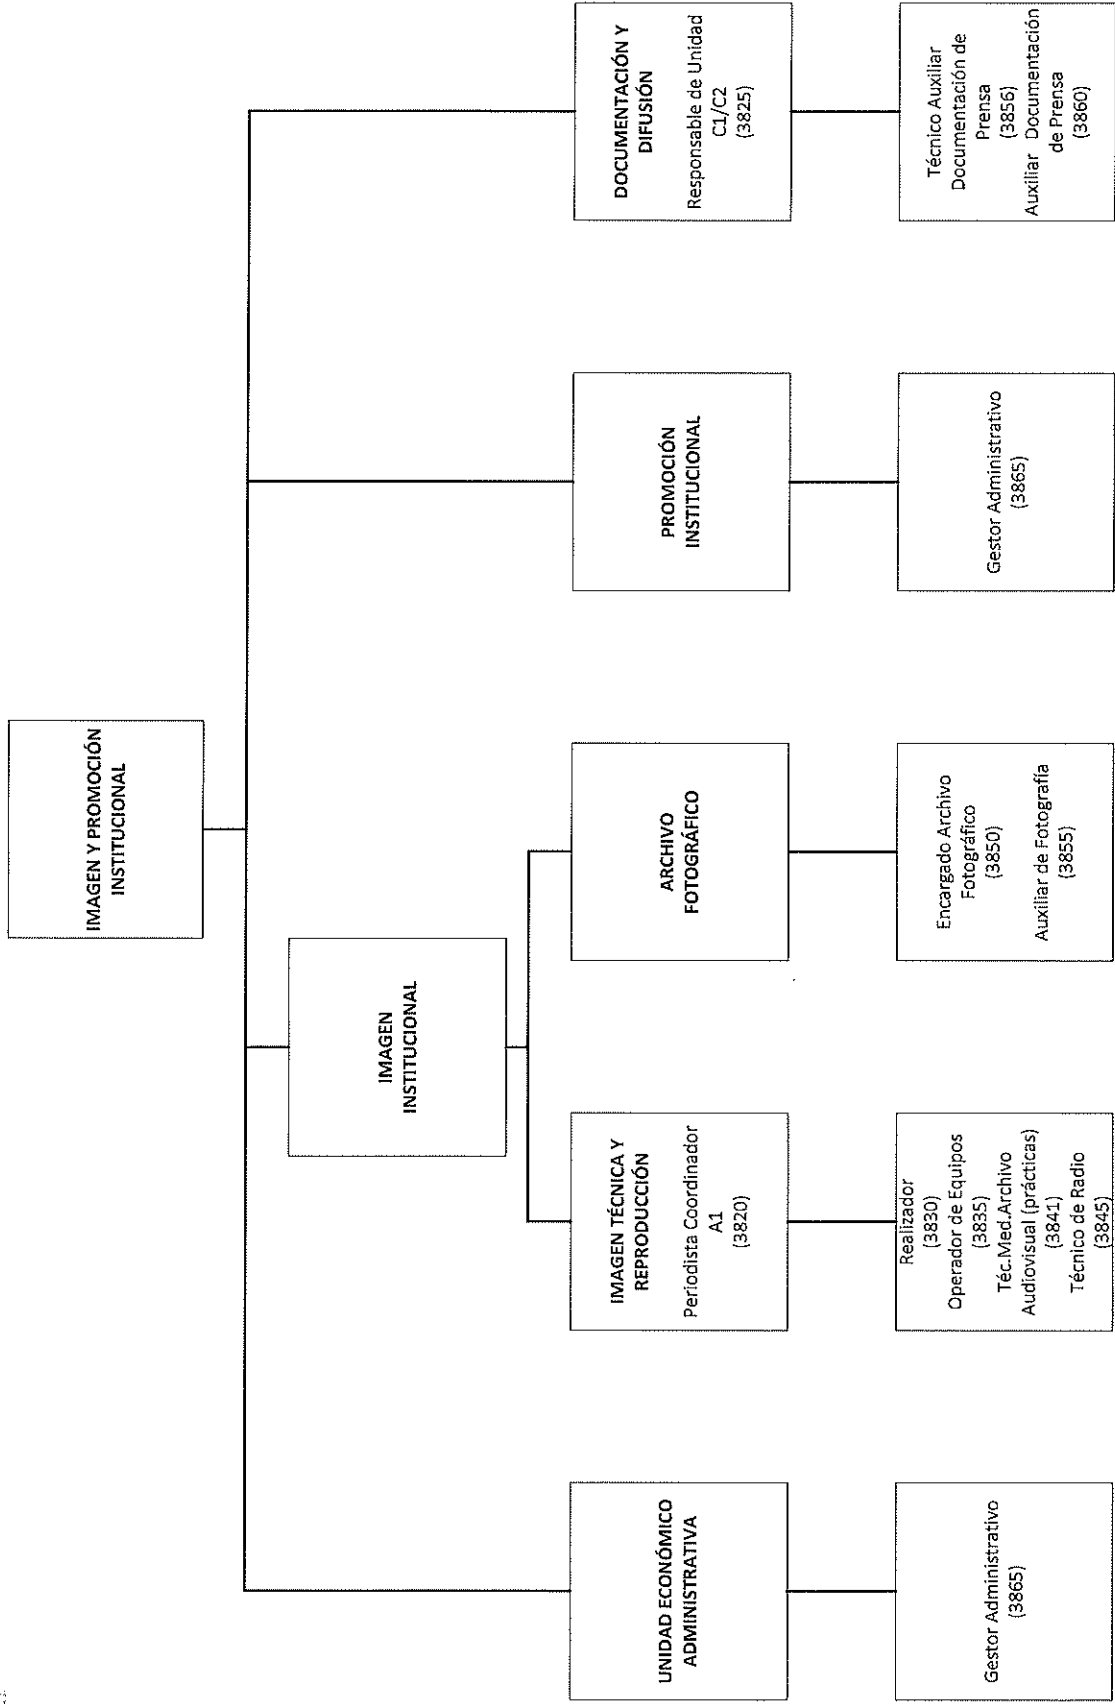 IMAGEN Y PROMOCIÓN
INSTITUCIONAL
IMAGEN
INSTITUCIONAL
UNIDAD ECONÓMICO
ADMINISTRATIVA
IMAGEN TÉCNICA Y
REPRODUCCIÓN
Periodista Coordinador
A1
(3820)
ARCHIVO
FOTOGRÁFICO
PROMOCIÓN
INSTITUCIONAL
DOCUMENTACIÓN Y
DIFUSIÓN
Responsable de Unidad
C1/C2
(3825)
Gestor Administrativo
(3865)
Realizador
(3830)
Operador de Equipos
(3835)
Téc.Med.Archivo
Audiovisual (prácticas)
(3841)
Técnico de Radio
(3845)
Encargado Archivo
Fotográfico
(3850)
Auxiliar de Fotografía
(3855)
Gestor Administrativo
(3865)
Técnico Auxiliar
Documentación de
Prensa
(3856)
Auxiliar Documentación
de Prensa
(3860)